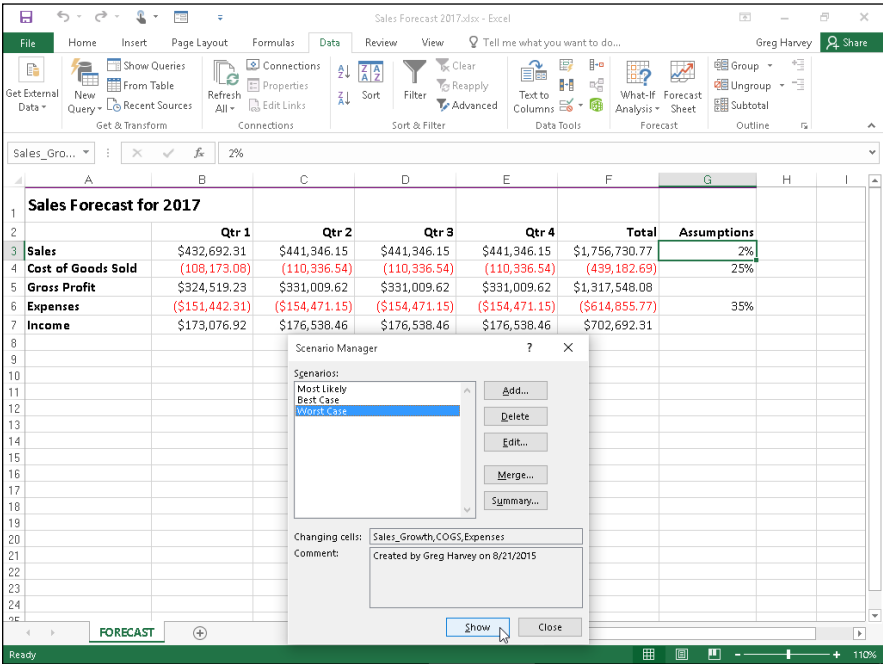 Sales Forecast 2017.xlsx - Excel
File Home Insert Page Layout Formulas Data Review View Tell me what you want to do... Greg Harvey Share
Get External Data
New Query
Show Queries
From Table
Recent Sources
Get & Transform
Refresh All
Connections
Properties
Edit Links
Connections
Sort
Filter
Clear
Reapply
Advanced
Sort & Filter
Text to Columns
Data Tools
What-If Analysis
Forecast Sheet
Forecast
Group
Ungroup
Subtotal
Outline
Sales_Gro... fx 2%
A B C D E F G H I
1 Sales Forecast for 2017
2 Qtr 1 Qtr 2 Qtr 3 Qtr 4 Total Assumptions
3 Sales $432,692.31 $441,346.15 $441,346.15 $441,346.15 $1,756,730.77 2%
4 Cost of Goods Sold (108,173.08) (110,336.54) (110,336.54) (110,336.54) (439,182.69) 25%
5 Gross Profit $324,519.23 $331,009.62 $331,009.62 $331,009.62 $1,317,548.08
6 Expenses ($151,442.31) ($154,471.15) ($154,471.15) ($154,471.15) ($614,855.77) 35%
7 Income $173,076.92 $176,538.46 $176,538.46 $176,538.46 $702,692.31
8
9
10
11
12
13
14
15
16
17
18
19
20
21
22
23
24
25
Scenario Manager ? ×
Scenarios:
Most Likely
Best Case
Worst Case
Add...
Delete
Edit...
Merge...
Summary...
Changing cells: Sales_Growth,COGS,Expenses
Comment: Created by Greg Harvey on 8/21/2015
Show Close
FORECAST
Ready 110%